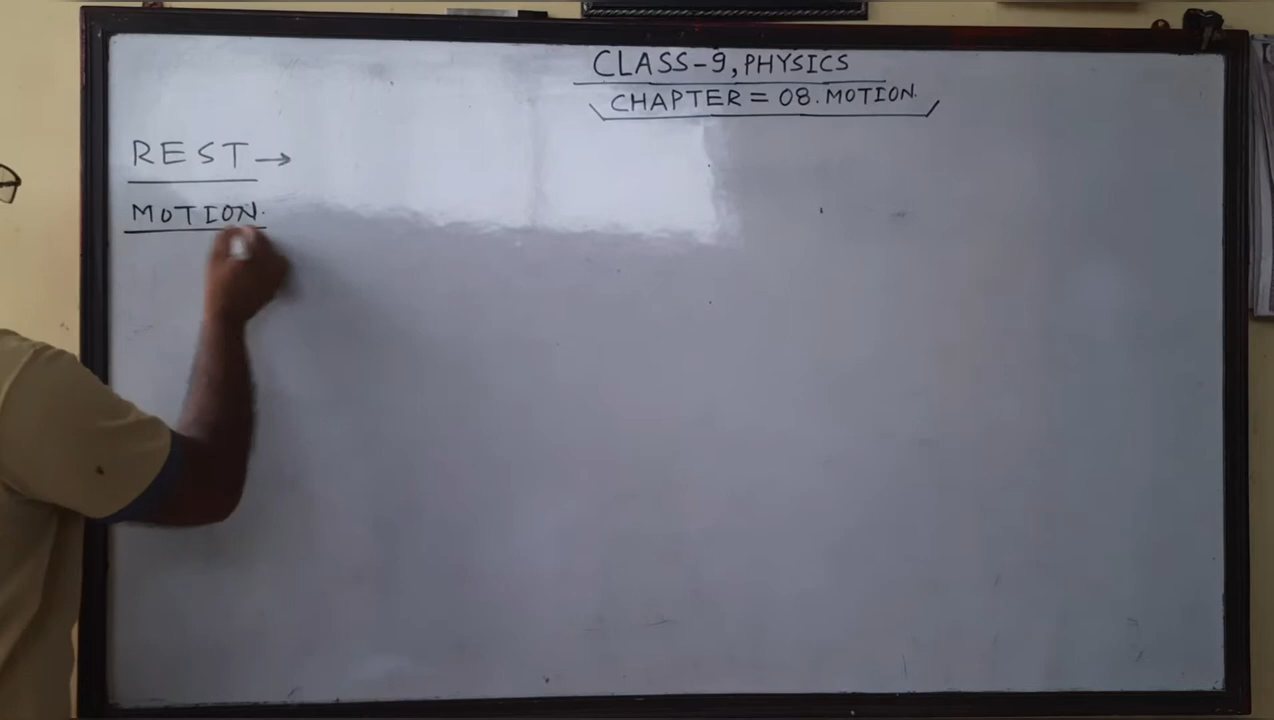 CLASS-9, PHYSICS
CHAPTER = 08. MOTION.
REST →
MOTION.